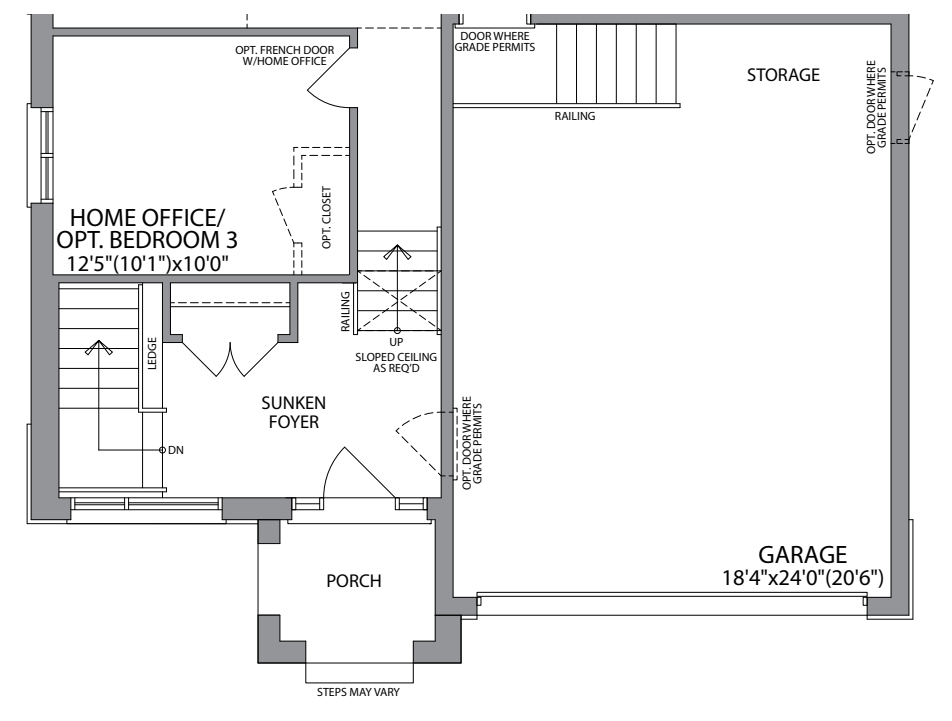 OPT. FRENCH DOOR
W/HOME OFFICE
DOOR WHERE
GRADE PERMITS
STORAGE
OPT. DOOR WHERE
GRADE PERMITS
RAILING
HOME OFFICE/
OPT. BEDROOM 3
12'5"(10'1")x10'0"
OPT. CLOSET
LEDGE
RAILING
UP
SLOPED CEILING
AS REQ'D
SUNKEN
FOYER
DN
OPT. DOOR WHERE
GRADE PERMITS
PORCH
GARAGE
18'4"x24'0"(20'6")
STEPS MAY VARY